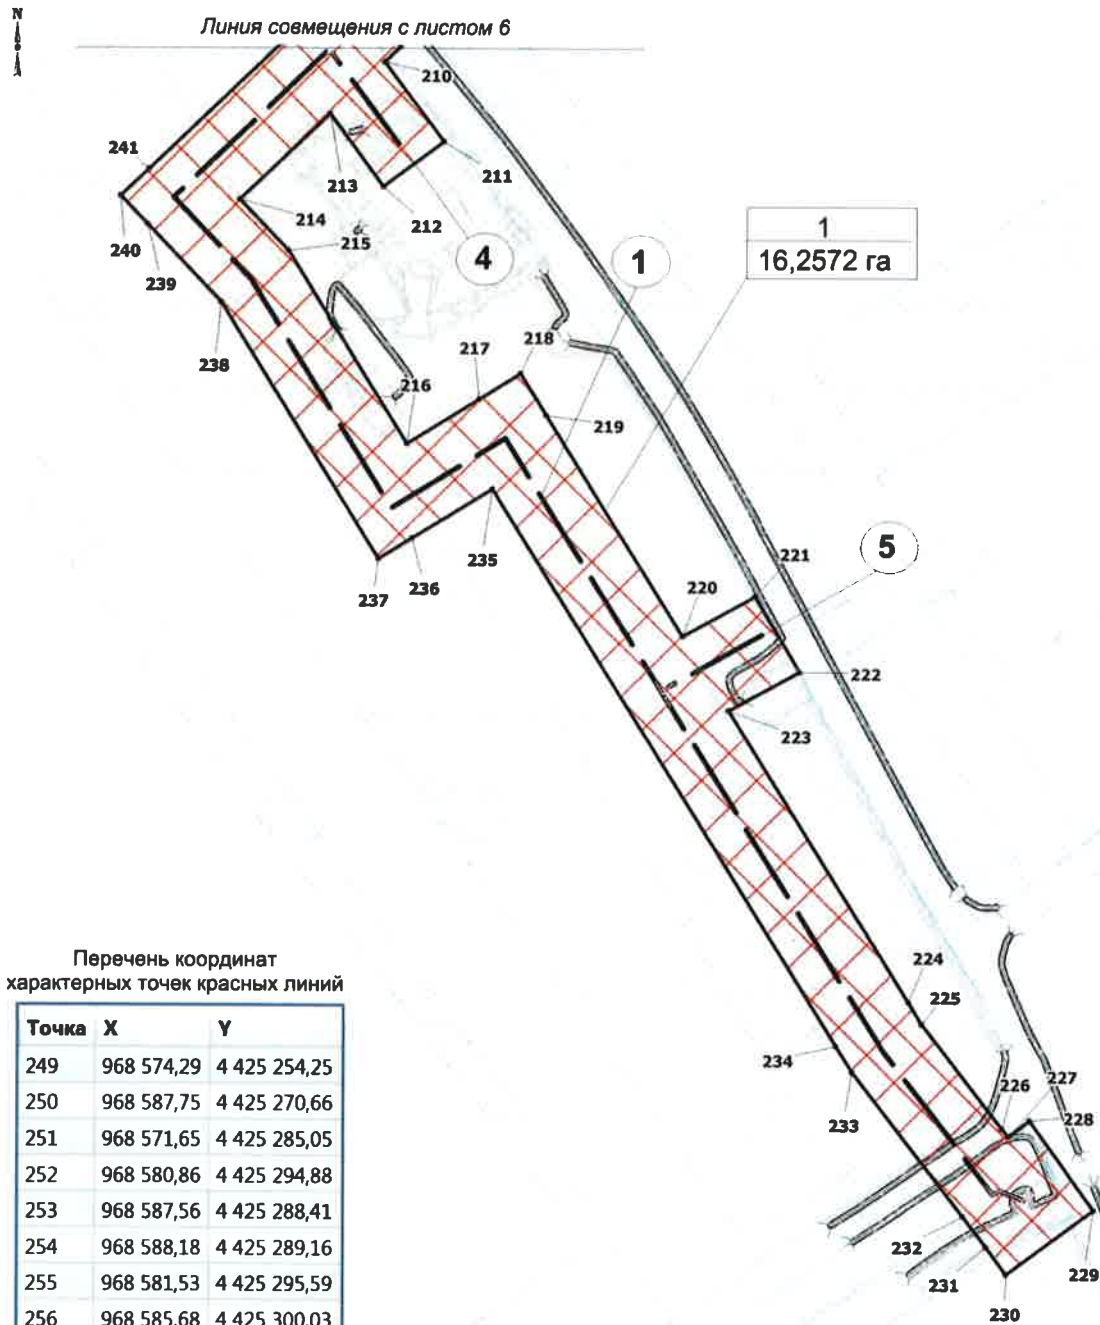 N
Линия совмещения с листом 6
210
241
211
213
212
214
240
215
239
4
1
1
16,2572 га
238
218
217
216
219
5
235
221
236
220
237
222
223
Перечень координат
характерных точек красных линий
224
225
Точка X Y
249 968 574,29 4 425 254,25
234
227
226
250 968 587,75 4 425 270,66
228
251 968 571,65 4 425 285,05
233
252 968 580,86 4 425 294,88
253 968 587,56 4 425 288,41
254 968 588,18 4 425 289,16
232
229
255 968 581,53 4 425 295,59
231
256 968 585,68 4 425 300,03
230